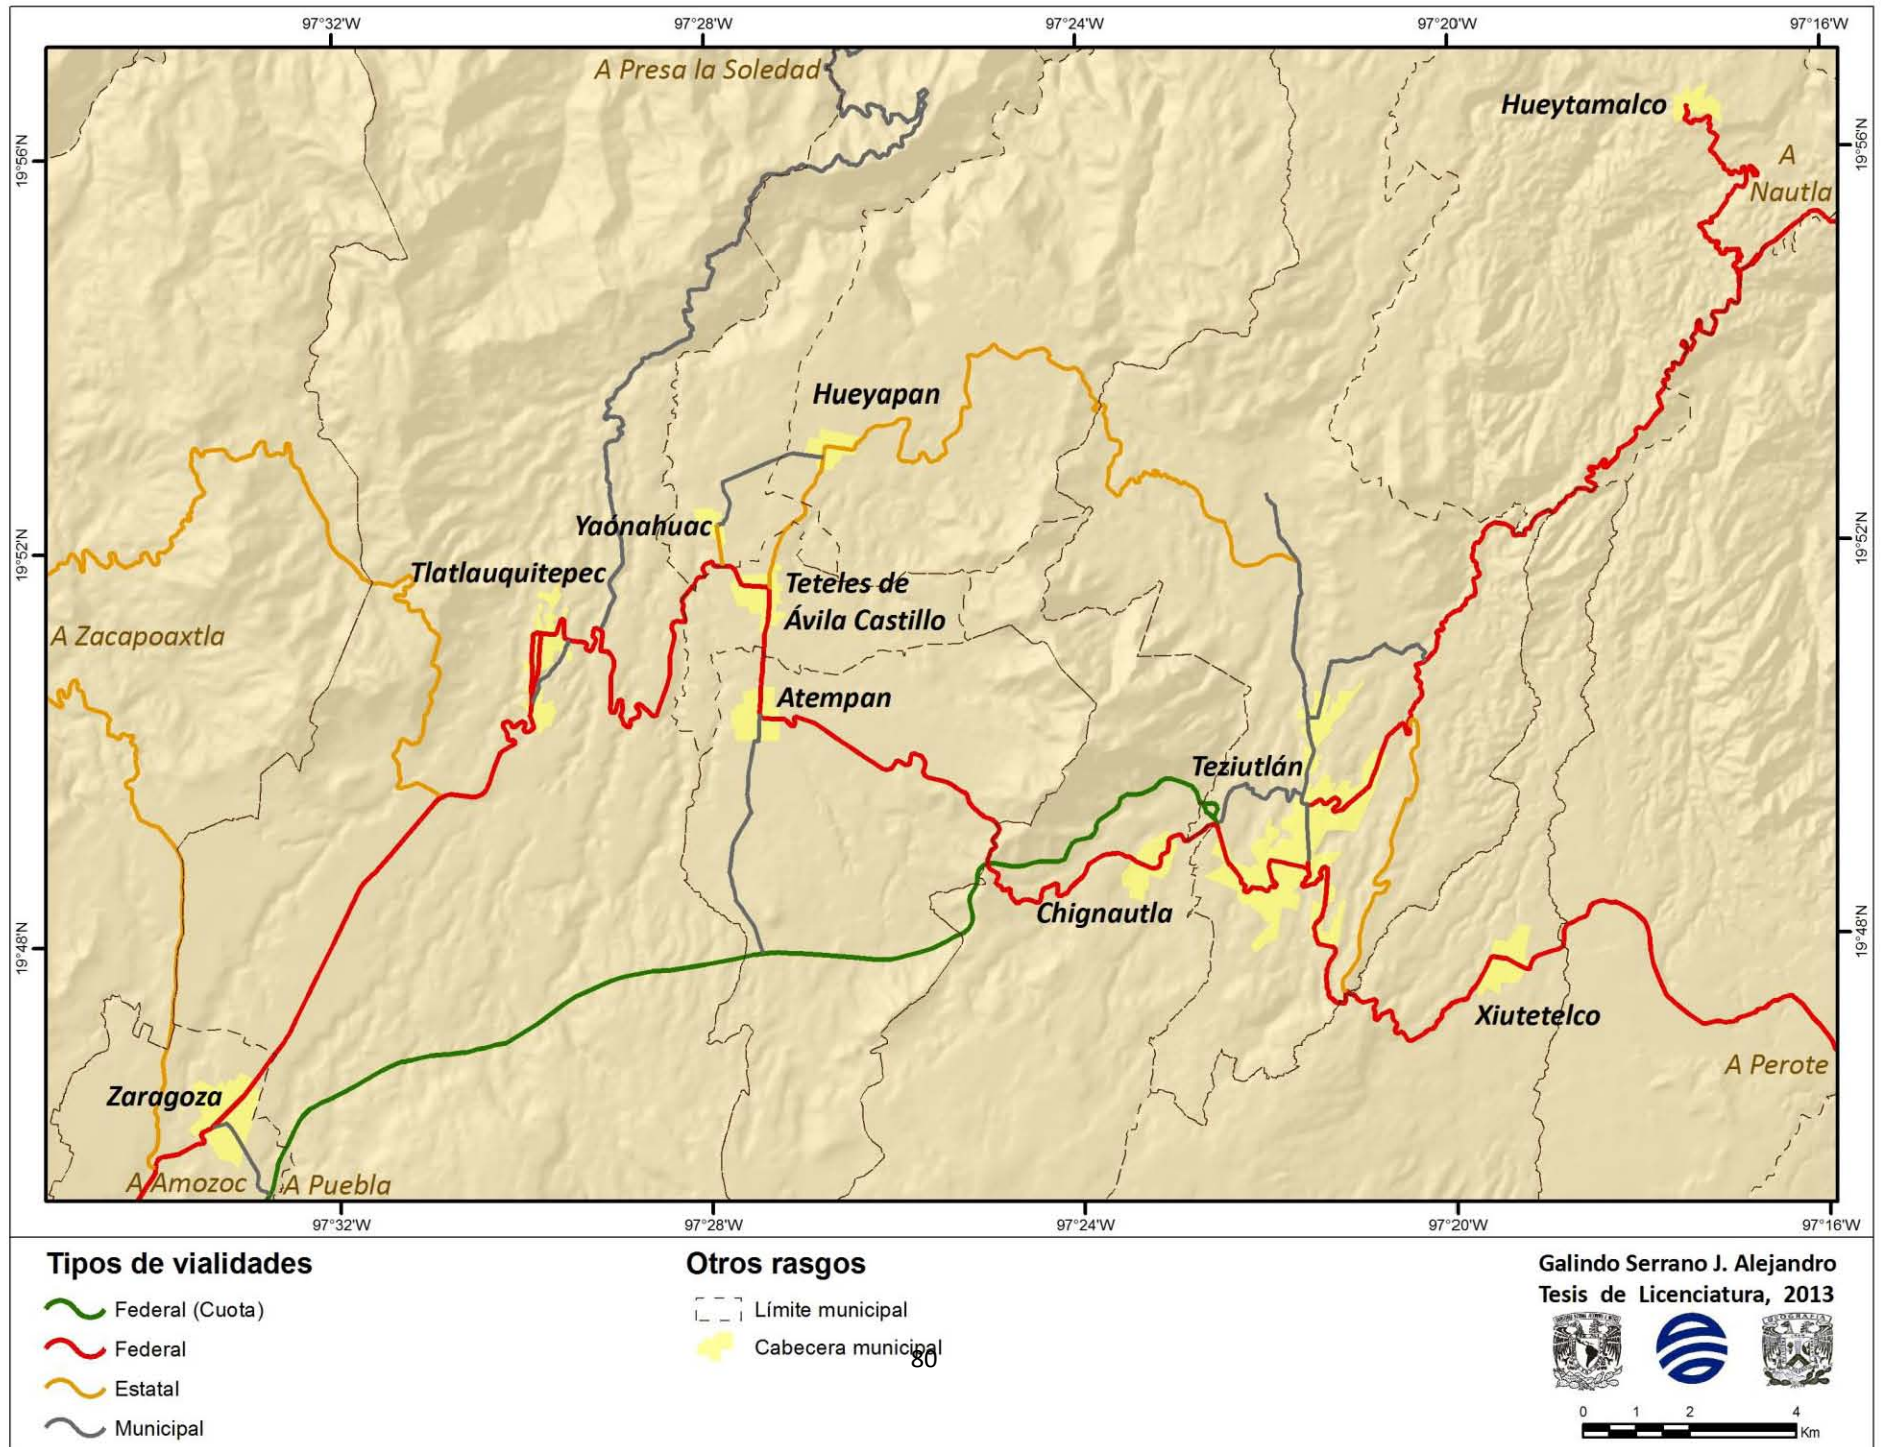 97°32'W
97°28'W
97°24'W
97°20'W
97°16'W
A Presa la Soledad
Hueytamalco
19°56'N
19°56'N
A
Nautla
Hueyapan
Yaónahuac
19°52'N
19°52'N
Tlatlauquitepec
Teteles de
Ávila Castillo
A Zacapoaxtla
Atempan
Teziutlán
Chignautla
19°48'N
19°48'N
Xiutetelco
A Perote
Zaragoza
A Amozoc
A Puebla
97°32'W
97°28'W
97°24'W
97°20'W
97°16'W
Tipos de vialidades
Federal (Cuota)
Federal
Estatal
Municipal
Otros rasgos
Límite municipal
Cabecera municipal
80
Galindo Serrano J. Alejandro
Tesis de Licenciatura, 2013
0 1 2 4
Km